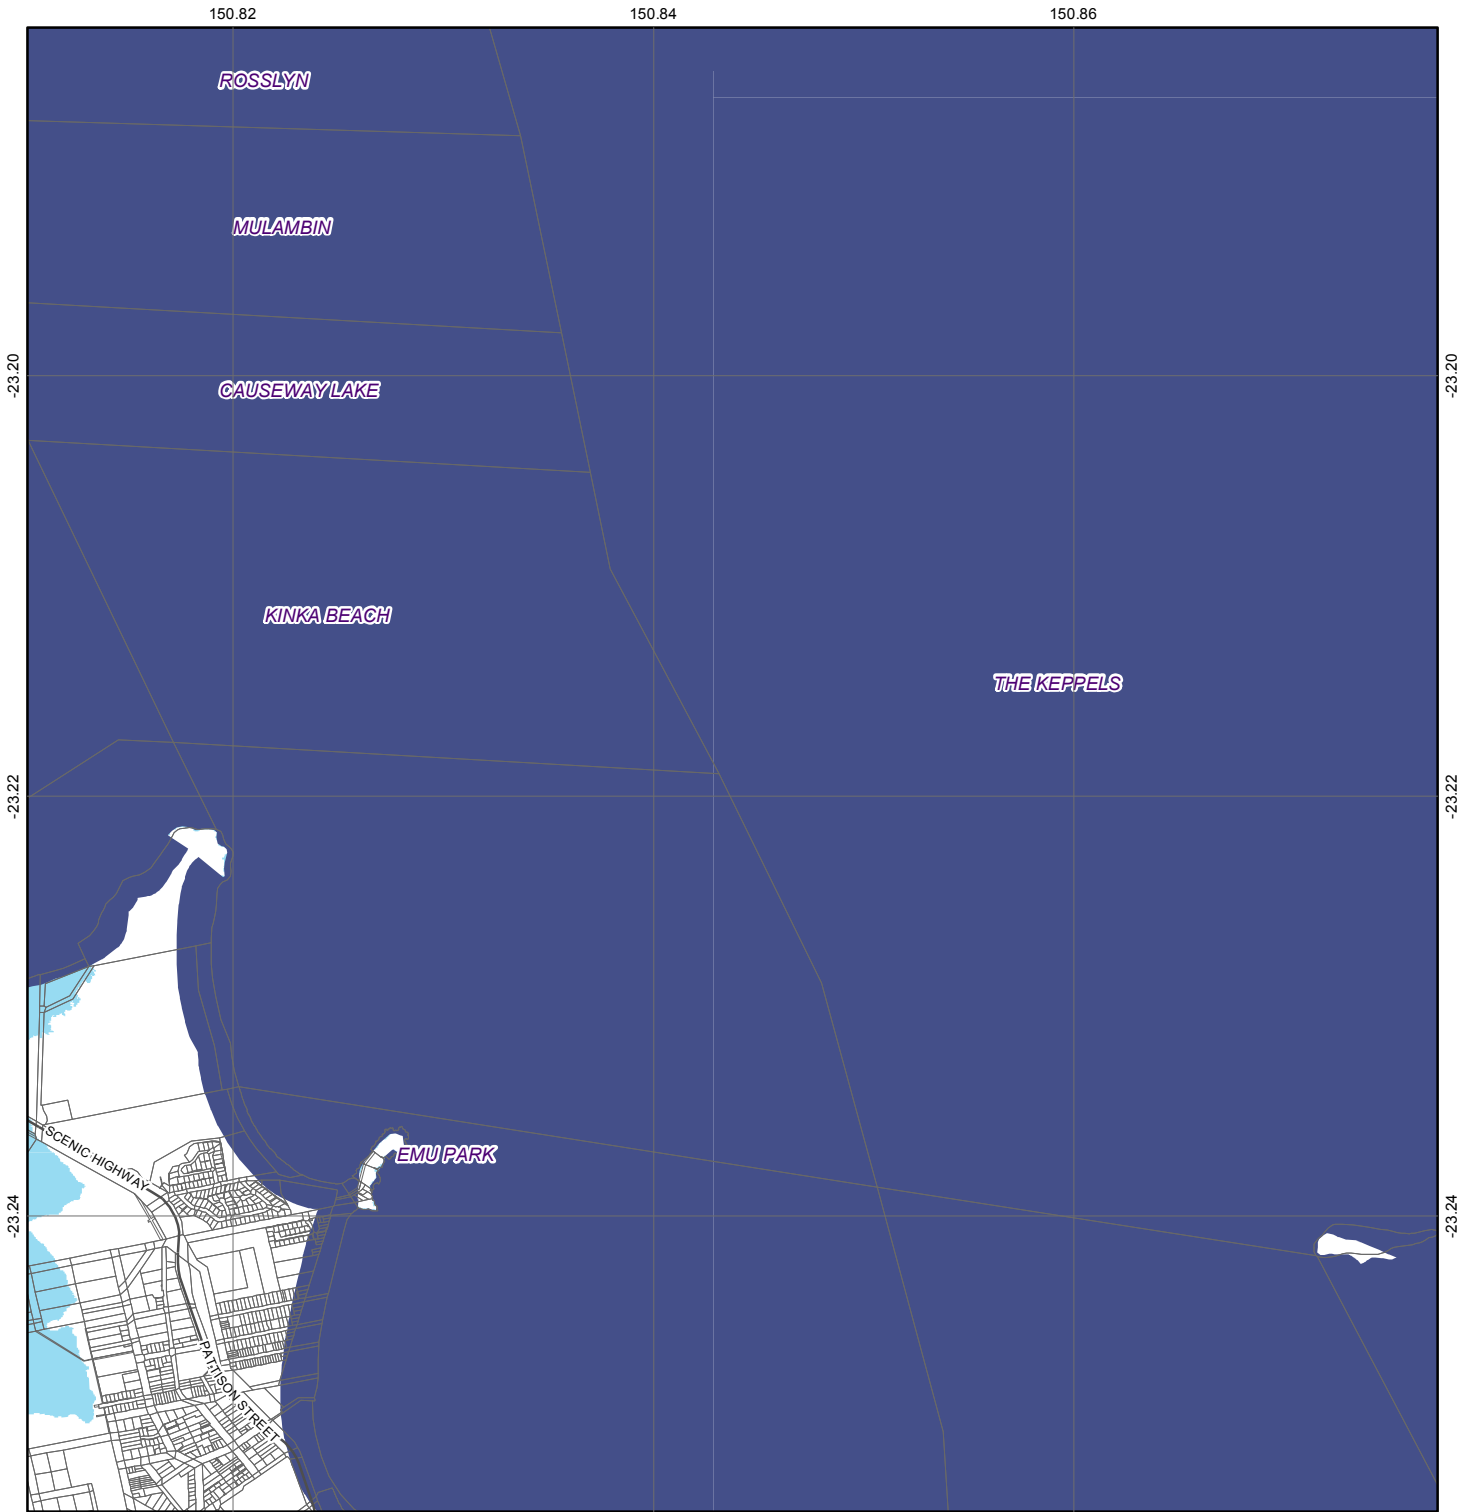 150.82 150.84 150.86
ROSSLYN
MULAMBIN
-23.20 -23.20
CAUSEWAY LAKE
KINKA BEACH
THE KEPPELS
-23.22 -23.22
SCENIC HIGHWAY
EMU PARK
-23.24 -23.24
PATTISON STREET